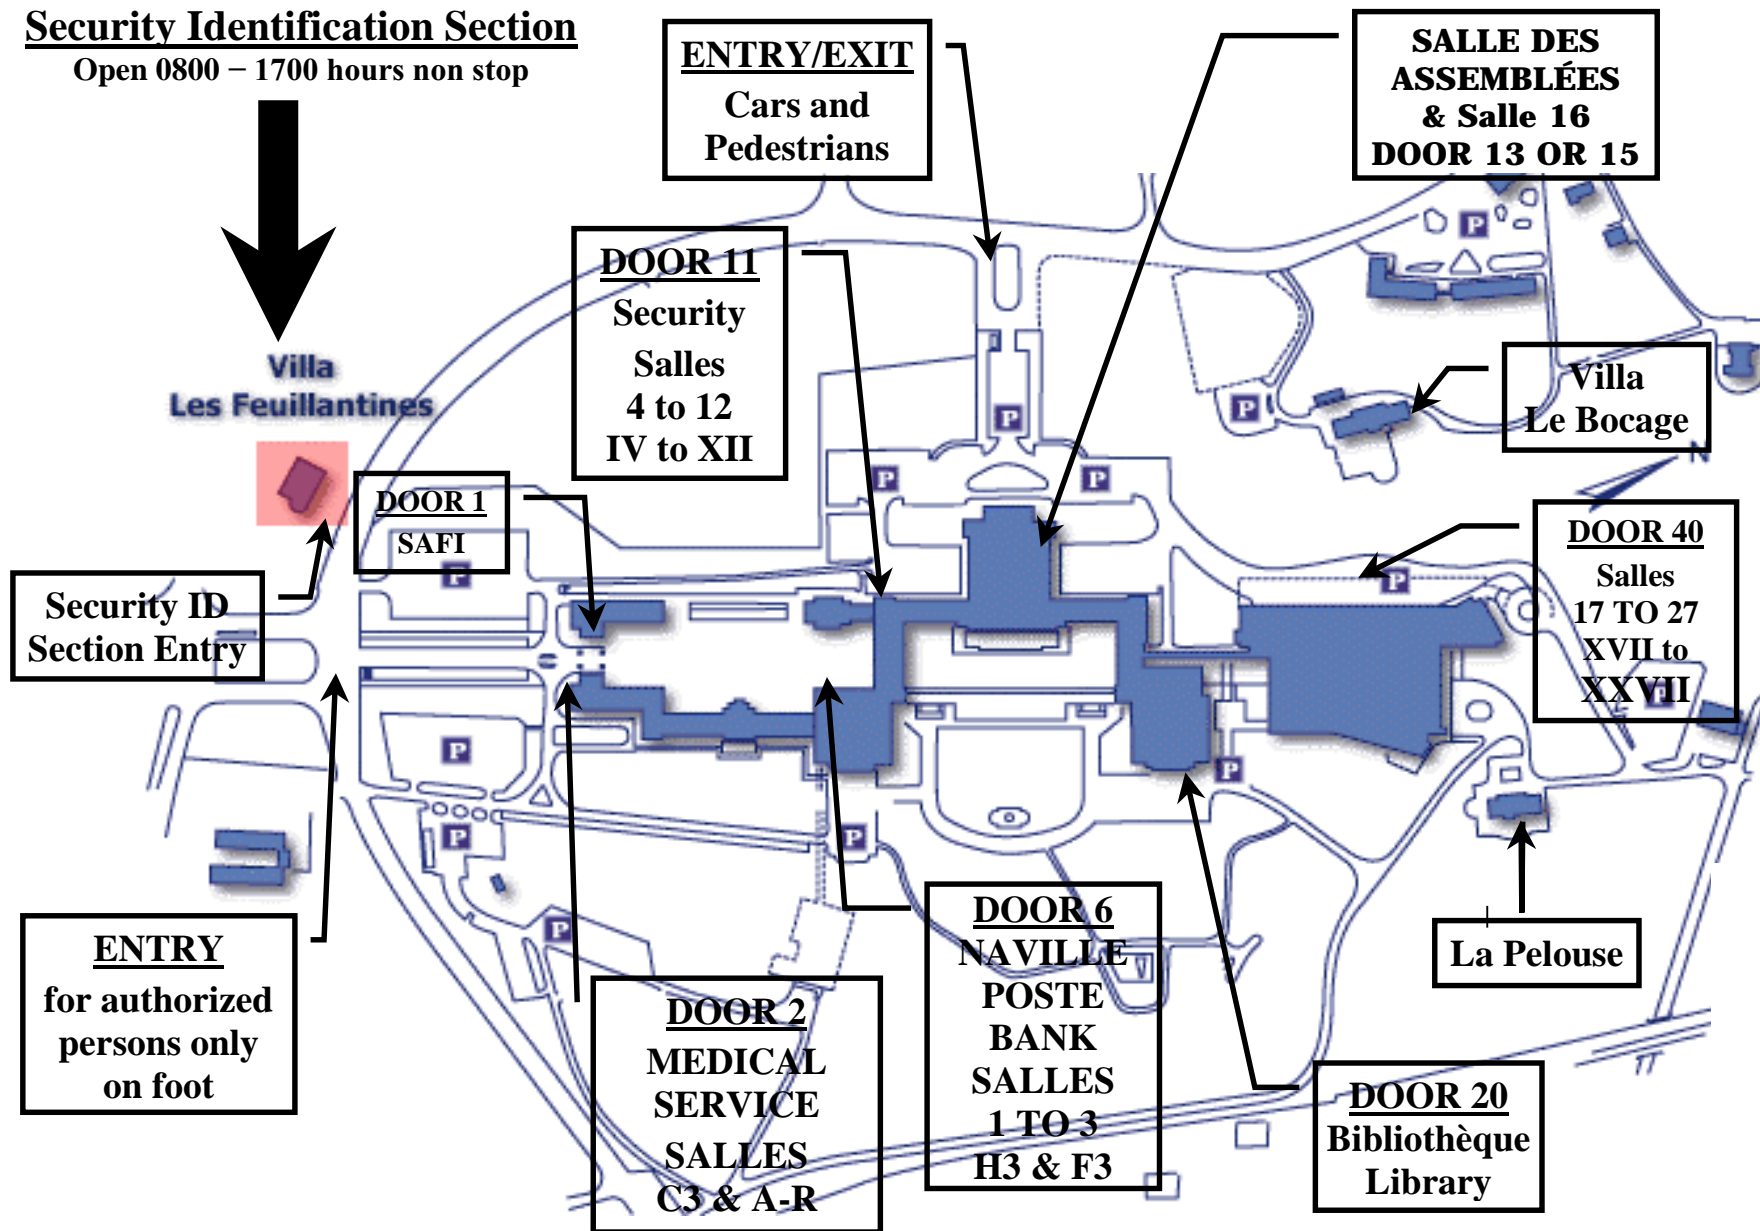 Security Identification Section
Open 0800 – 1700 hours non stop
ENTRY/EXIT
Cars and
Pedestrians
SALLE DES
ASSEMBLÉES
& Salle 16
DOOR 13 OR 15
DOOR 11
Security
Salles
4 to 12
IV to XII
Villa
Les Feuillantines
Villa
Le Bocage
N
DOOR 1
SAFI
DOOR 40
Salles
17 TO 27
XVII to
XXVII
Security ID
Section Entry
ENTRY
for authorized
persons only
on foot
DOOR 2
MEDICAL
SERVICE
SALLES
C3 & A-R
DOOR 6
NAVILLE
POSTE
BANK
SALLES
1 TO 3
H3 & F3
La Pelouse
DOOR 20
Bibliothèque
Library
P
P
P
P
P
P
P
P
P
P
P
P
P